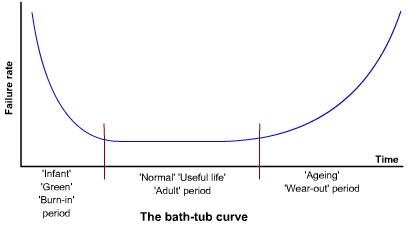 Failure rate
Time
'Infant'
'Green'
'Burn-in'
period
'Normal' 'Useful life'
'Adult' period
'Ageing'
'Wear-out' period
The bath-tub curve